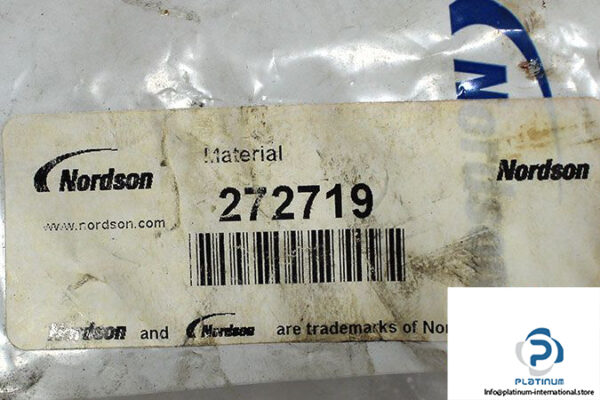 Nordson
Material
Nordson
272719
www.nordson.com
Nordson and Nordson are trademarks of Nor
PLATINUM
Info@platinum-international.store